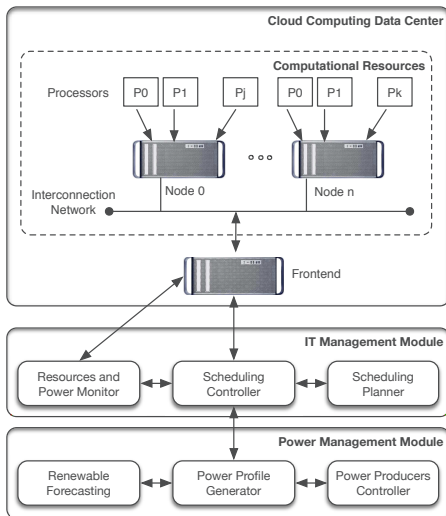 Cloud Computing Data Center
Computational Resources
Processors P0 P1 Pj P0 P1 Pk
Node 0 Node n
Interconnection
Network
Frontend
IT Management Module
Resources and
Power Monitor
Scheduling
Controller
Scheduling
Planner
Power Management Module
Renewable
Forecasting
Power Profile
Generator
Power Producers
Controller